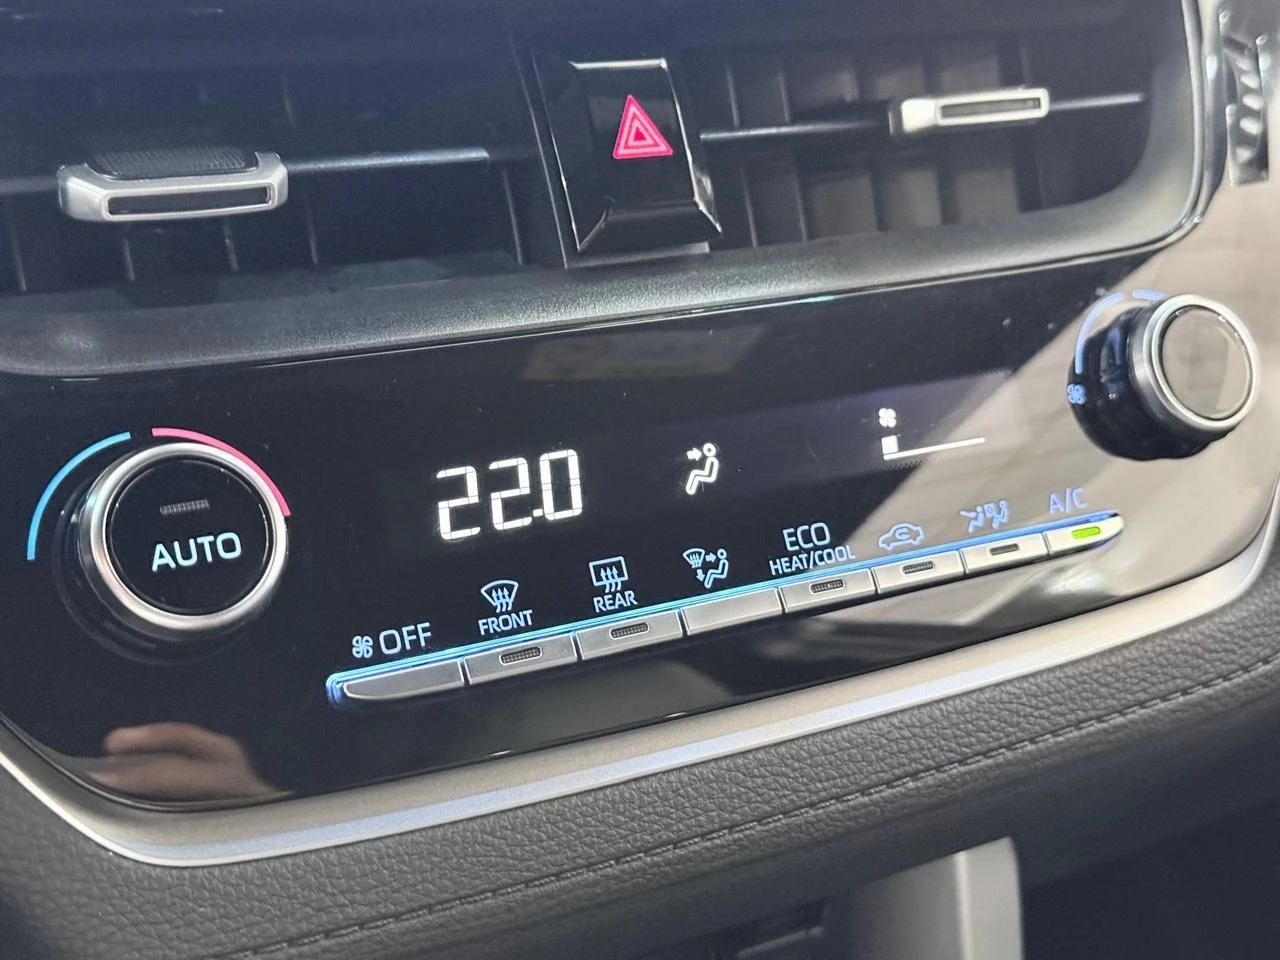 22.0
AUTO
OFF
FRONT
REAR
ECO
HEAT/COOL
A/C